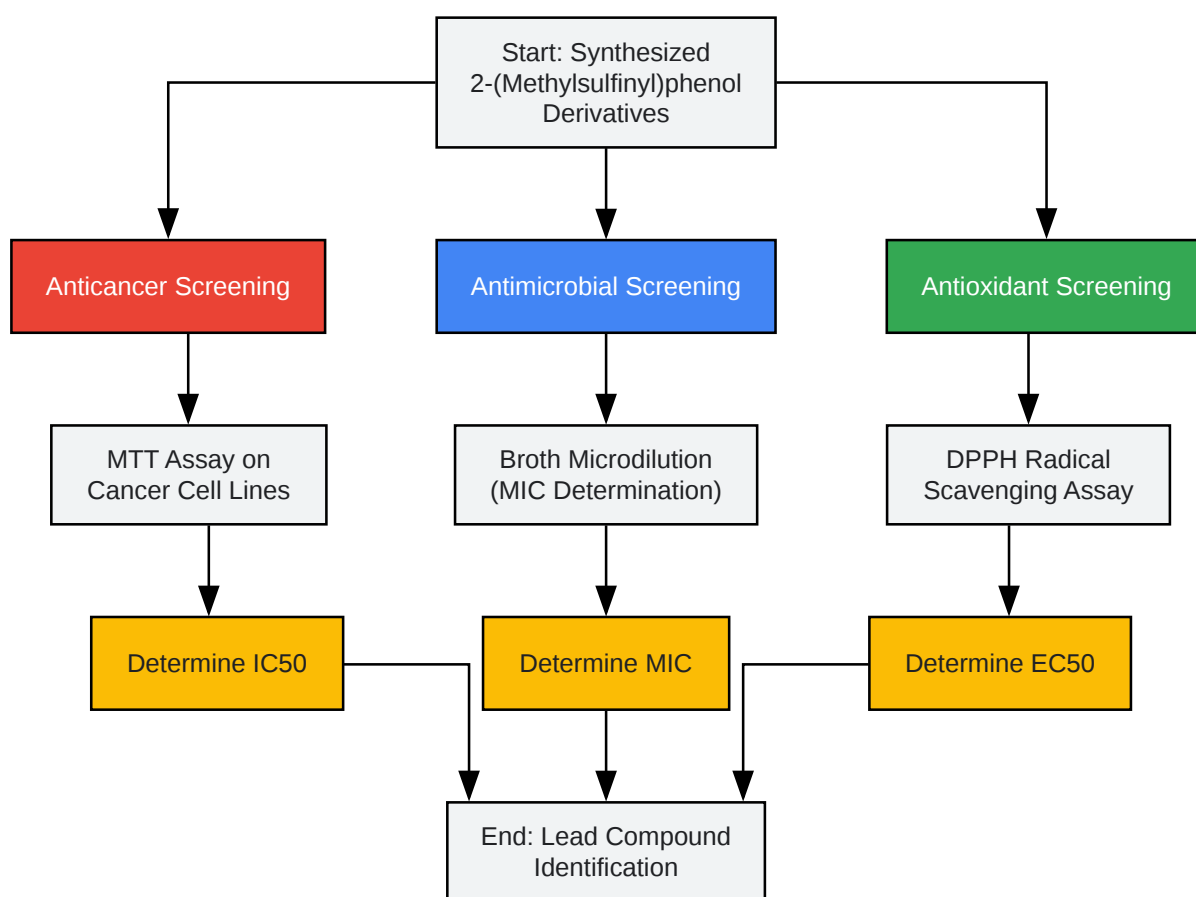 Start: Synthesized
2-(Methylsulfinyl)phenol
Derivatives
Anticancer Screening
Antimicrobial Screening
Antioxidant Screening
MTT Assay on
Cancer Cell Lines
Broth Microdilution
(MIC Determination)
DPPH Radical
Scavenging Assay
Determine IC50
Determine MIC
Determine EC50
End: Lead Compound
Identification